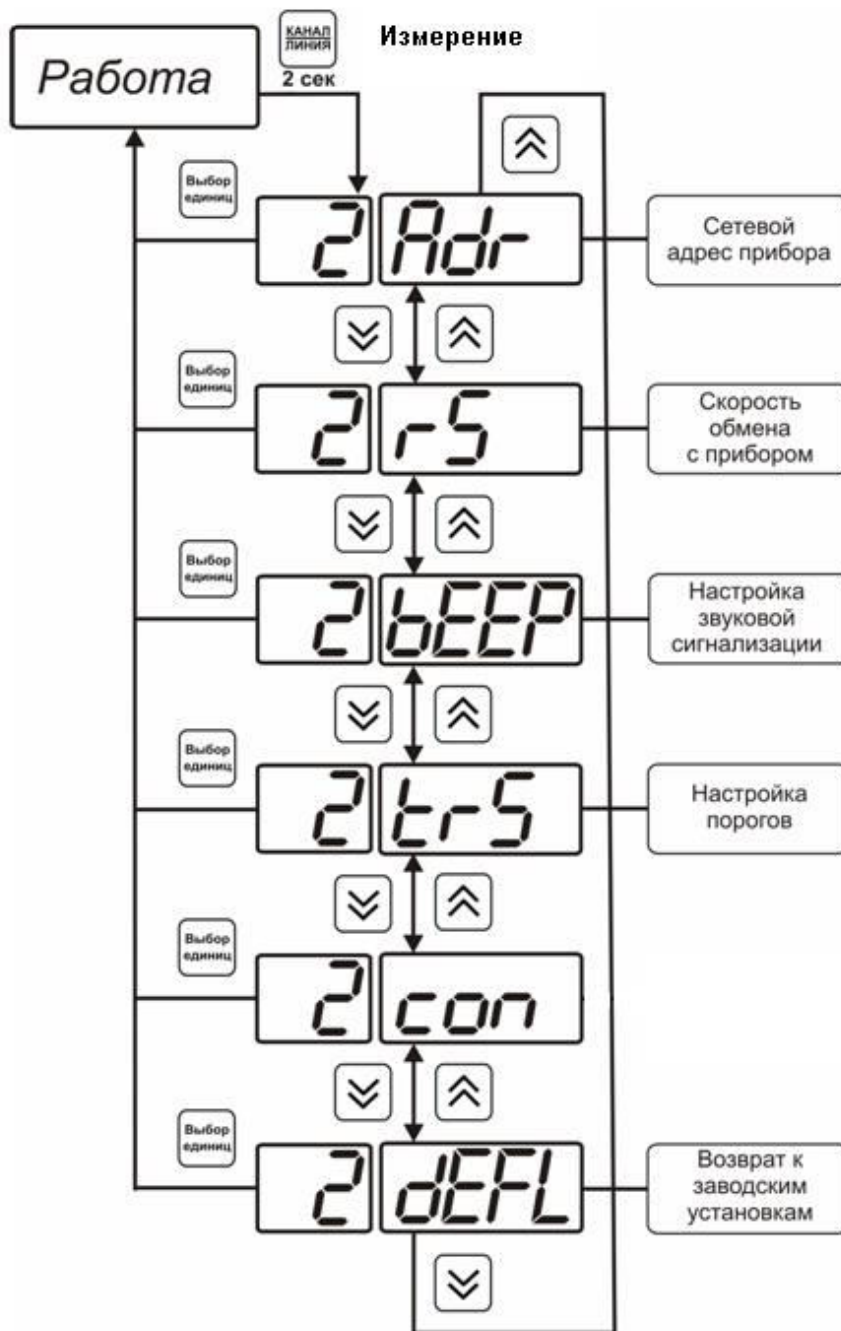 КАНАЛ
ЛИНИЯ
2 сек
Измерение
Работа
Выбор
единиц
2 Adr
Сетевой
адрес прибора
Выбор
единиц
2 rS
Скорость
обмена
с прибором
Выбор
единиц
2 bEEP
Настройка
звуковой
сигнализации
Выбор
единиц
2 trS
Настройка
порогов
Выбор
единиц
2 con
Выбор
единиц
2 dEFL
Возврат к
заводским
установкам